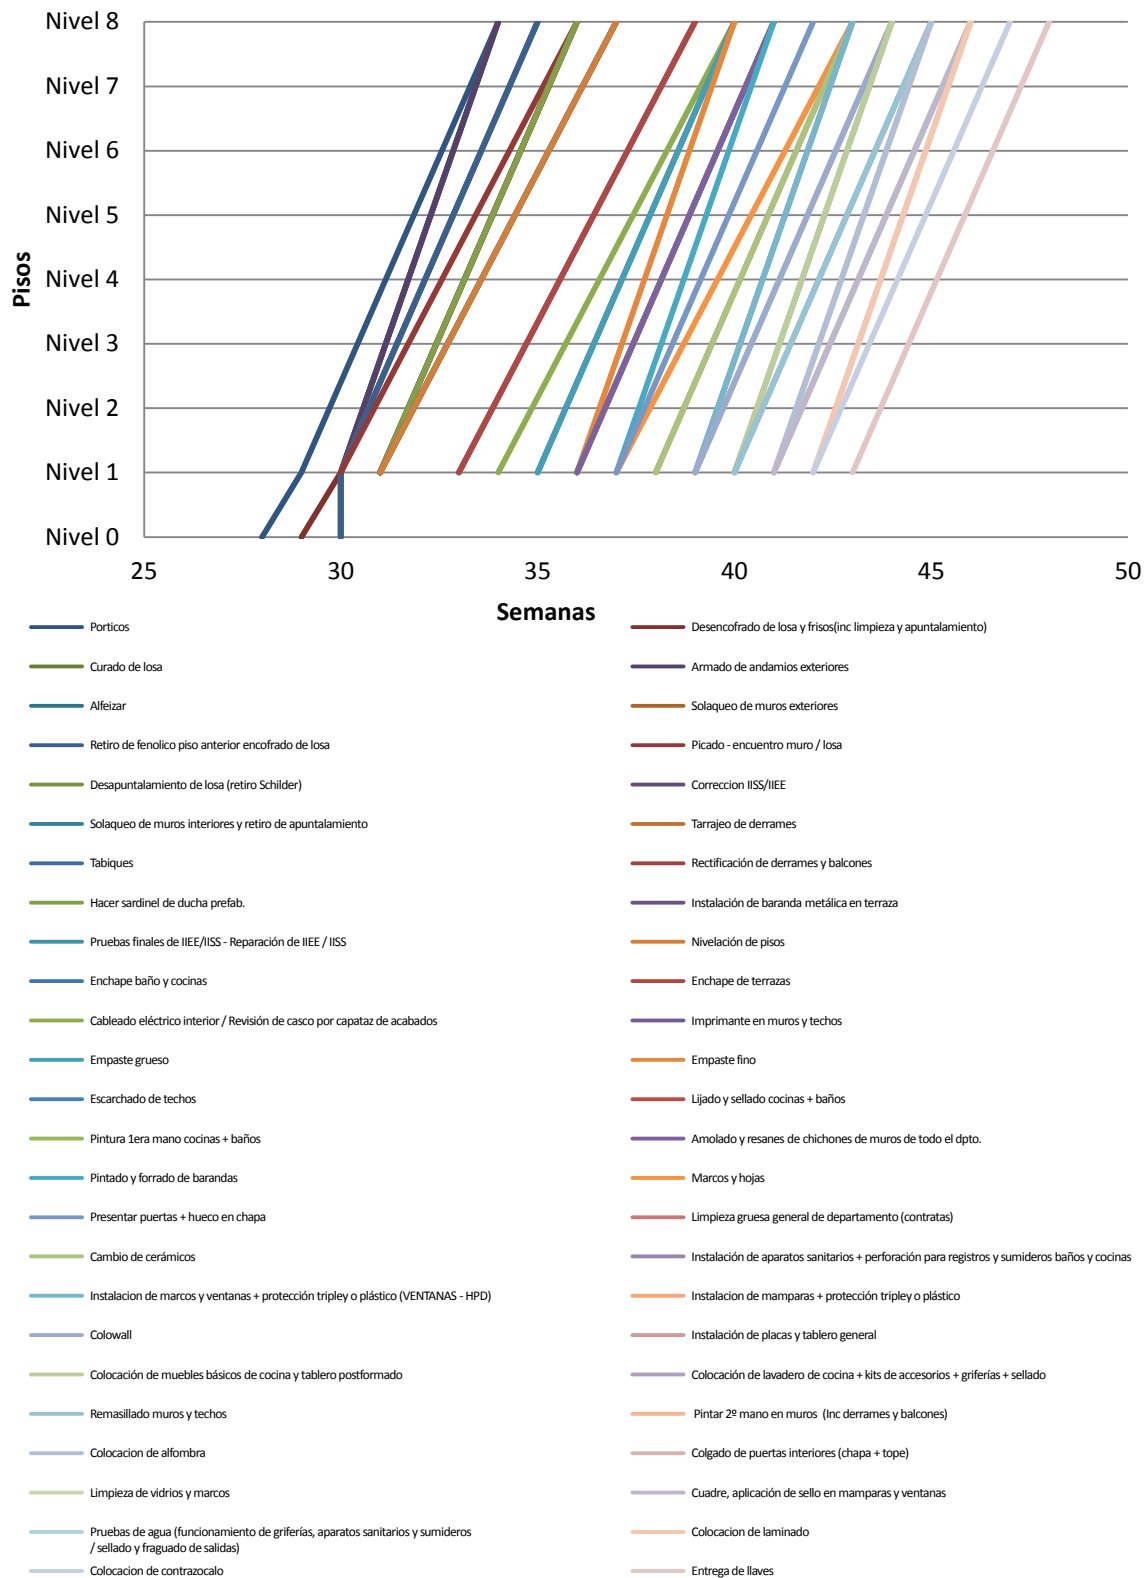 Nivel 8
Nivel 7
Nivel 6
Nivel 5
Nivel 4
Nivel 3
Nivel 2
Nivel 1
Nivel 0
Pisos
25 30 35 40 45 50
Semanas
Porticos
Desencofrado de losa y frisos(inc limpieza y apuntalamiento)
Curado de losa
Armado de andamios exteriores
Alfeizar
Solaqueo de muros exteriores
Retiro de fenolico piso anterior encofrado de losa
Picado - encuentro muro / losa
Desapuntalamiento de losa (retiro Schilder)
Correccion IISS/IIEE
Solaqueo de muros interiores y retiro de apuntalamiento
Tarrajeo de derrames
Tabiques
Rectificación de derrames y balcones
Hacer sardinel de ducha prefab.
Instalación de baranda metálica en terraza
Pruebas finales de IIEE/IISS - Reparación de IIEE / IISS
Nivelación de pisos
Enchape baño y cocinas
Enchape de terrazas
Cableado eléctrico interior / Revisión de casco por capataz de acabados
Imprimante en muros y techos
Empaste grueso
Empaste fino
Escarchado de techos
Lijado y sellado cocinas + baños
Pintura 1era mano cocinas + baños
Amolado y resanes de chichones de muros de todo el dpto.
Pintado y forrado de barandas
Marcos y hojas
Presentar puertas + hueco en chapa
Limpieza gruesa general de departamento (contratas)
Cambio de cerámicos
Instalación de aparatos sanitarios + perforación para registros y sumideros baños y cocinas
Instalacion de marcos y ventanas + protección tripley o plástico (VENTANAS - HPD)
Instalacion de mamparas + protección tripley o plástico
Colowall
Instalación de placas y tablero general
Colocación de muebles básicos de cocina y tablero postformado
Colocación de lavadero de cocina + kits de accesorios + griferías + sellado
Remasillado muros y techos
Pintar 2º mano en muros (Inc derrames y balcones)
Colocacion de alfombra
Colgado de puertas interiores (chapa + tope)
Limpieza de vidrios y marcos
Cuadre, aplicación de sello en mamparas y ventanas
Pruebas de agua (funcionamiento de griferías, aparatos sanitarios y sumideros
/ sellado y fraguado de salidas)
Colocacion de laminado
Colocacion de contrazocalo
Entrega de llaves